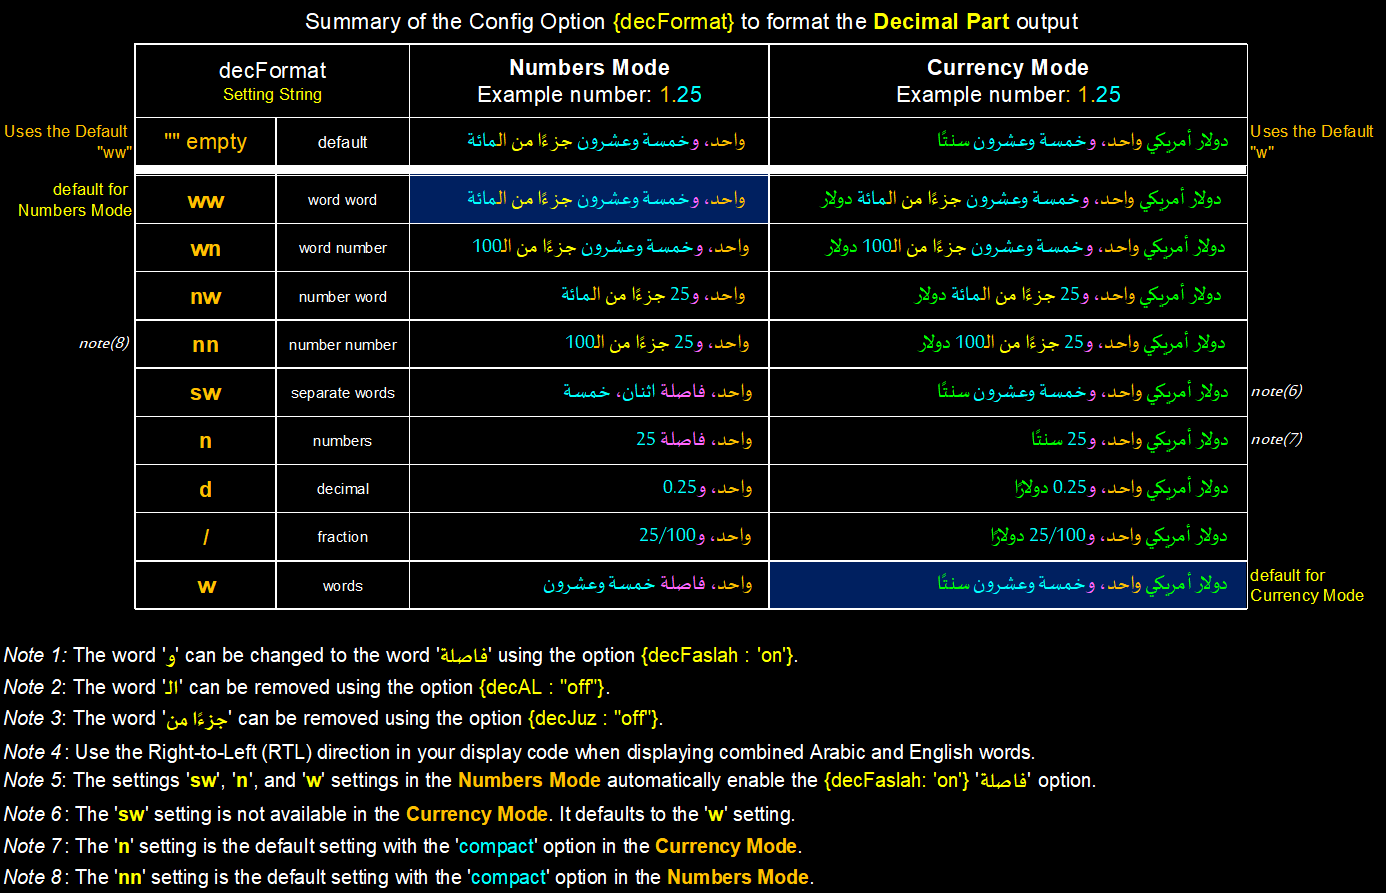 Summary of the Config Option {decFormat} to format the Decimal Part output
decFormat
Setting String
Numbers Mode
Example number: 1.25
Currency Mode
Example number: 1.25
Uses the Default
"ww"
"" empty
default
واحد، وخمسة وعشرون جزءًا من المائة
دولار أمريكي واحد، وخمسة وعشرون سنتًا
Uses the Default
"w"
default for
Numbers Mode
ww
word word
واحد، وخمسة وعشرون جزءًا من المائة
دولار أمريكي واحد، وخمسة وعشرون جزءًا من المائة دولار
wn
word number
واحد، وخمسة وعشرون جزءًا من الـ100
دولار أمريكي واحد، وخمسة وعشرون جزءًا من الـ100 دولار
nw
number word
واحد، و25 جزءًا من المائة
دولار أمريكي واحد، و25 جزءًا من المائة دولار
note(8)
nn
number number
واحد، و25 جزءًا من الـ100
دولار أمريكي واحد، و25 جزءًا من الـ100 دولار
sw
separate words
واحد، فاصلة اثنان، خمسة
دولار أمريكي واحد، وخمسة وعشرون سنتًا
note(6)
n
numbers
واحد، فاصلة 25
دولار أمريكي واحد، و25 سنتًا
note(7)
d
decimal
واحد، و0.25
دولار أمريكي واحد، و0.25 دولارًا
/
fraction
واحد، و25/100
دولار أمريكي واحد، و25/100 دولارًا
w
words
واحد، فاصلة خمسة وعشرون
دولار أمريكي واحد، وخمسة وعشرون سنتًا
default for
Currency Mode
Note 1: The word 'و' can be changed to the word 'فاصلة' using the option {decFaslah : 'on'}.
Note 2: The word 'الـ' can be removed using the option {decAL : "off"}.
Note 3: The word 'جزءًا من' can be removed using the option {decJuz : "off"}.
Note 4: Use the Right-to-Left (RTL) direction in your display code when displaying combined Arabic and English words.
Note 5: The settings 'sw', 'n', and 'w' settings in the Numbers Mode automatically enable the {decFaslah: 'on'} 'فاصلة' option.
Note 6: The 'sw' setting is not available in the Currency Mode. It defaults to the 'w' setting.
Note 7: The 'n' setting is the default setting with the 'compact' option in the Currency Mode.
Note 8: The 'nn' setting is the default setting with the 'compact' option in the Numbers Mode.